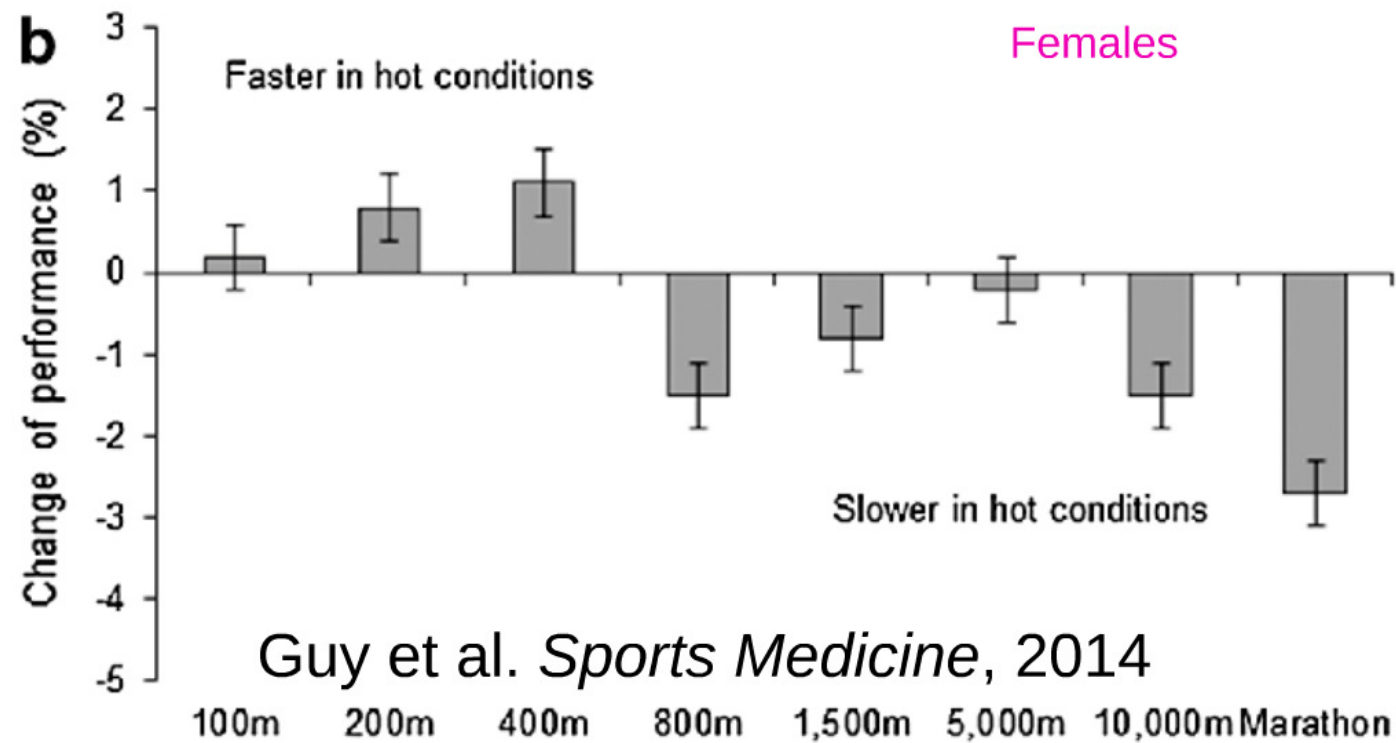 b
Females
Faster in hot conditions
Change of performance (%)
3
2
1
0
-1
-2
-3
-4
-5
Slower in hot conditions
Guy et al. Sports Medicine, 2014
100m 200m 400m 800m 1,500m 5,000m 10,000m Marathon